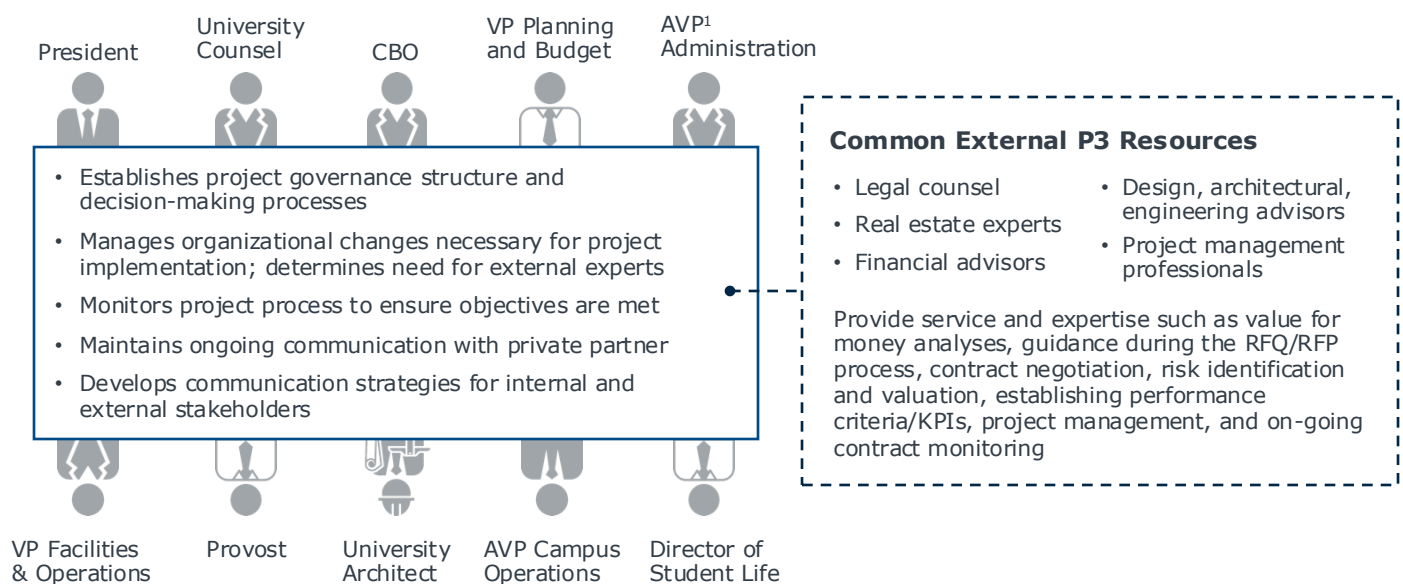 President
University
Counsel
CBO
VP Planning
and Budget
AVP¹
Administration
• Establishes project governance structure and
decision-making processes
• Manages organizational changes necessary for project
implementation; determines need for external experts
• Monitors project process to ensure objectives are met
• Maintains ongoing communication with private partner
• Develops communication strategies for internal and
external stakeholders
Common External P3 Resources
• Legal counsel
• Real estate experts
• Financial advisors
• Design, architectural,
engineering advisors
• Project management
professionals
Provide service and expertise such as value for
money analyses, guidance during the RFQ/RFP
process, contract negotiation, risk identification
and valuation, establishing performance
criteria/KPIs, project management, and on-going
contract monitoring
VP Facilities
& Operations
Provost
University
Architect
AVP Campus
Operations
Director of
Student Life